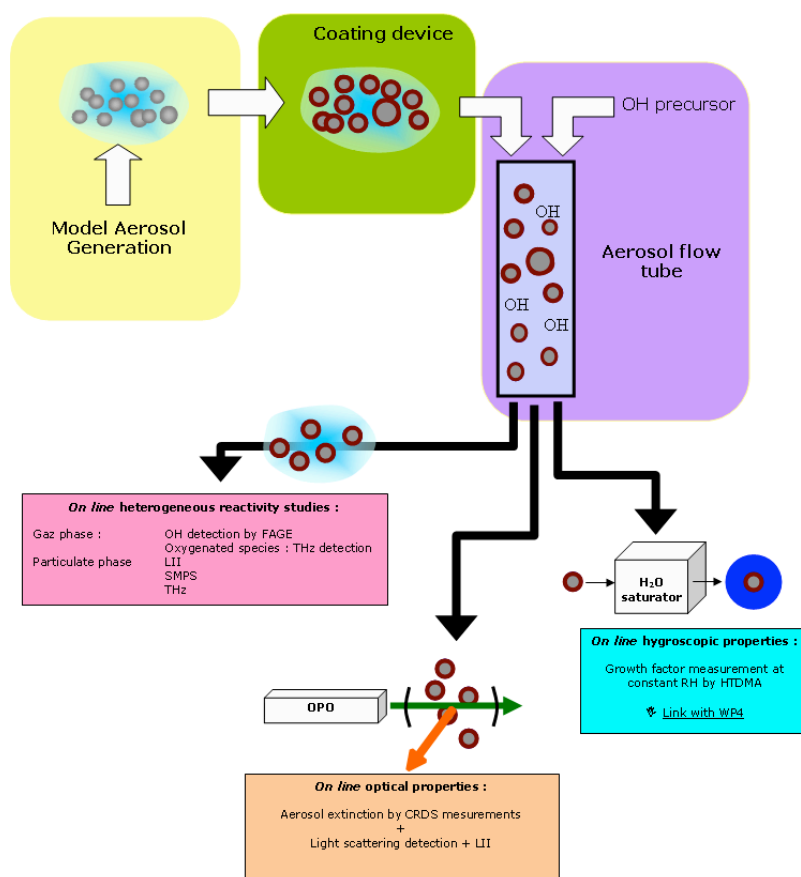 Coating device
OH precursor
Model Aerosol
Generation
OH
Aerosol flow
tube
OH
OH
On line heterogeneous reactivity studies :
Gaz phase : OH detection by FAGE
Oxygenated species : THz detection
Particulate phase LII
SMPS
THz
H₂O
saturator
On line hygroscopic properties :
Growth factor measurement at
constant RH by HTDMA
Link with WP4
OPO
On line optical properties :
Aerosol extinction by CRDS mesurements
+
Light scattering detection + LII